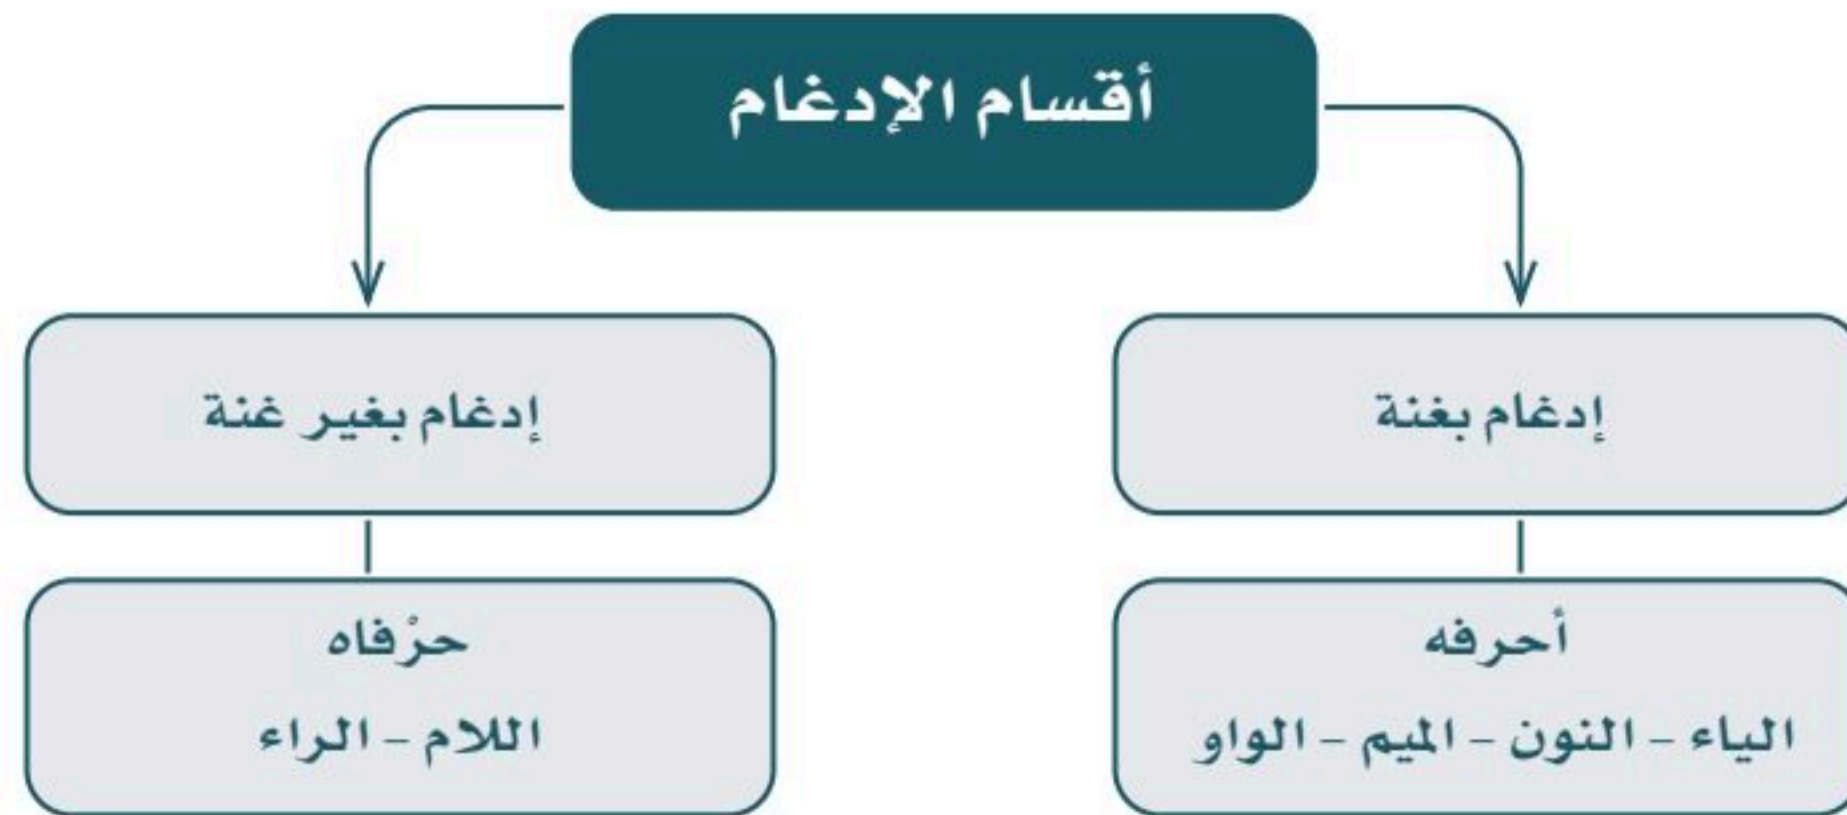 أقسام الإدغام
إدغام بغنة
أحرفه
الياء - النون - الميم - الواو
إدغام بغير غنة
حرْفاه
اللام - الراء